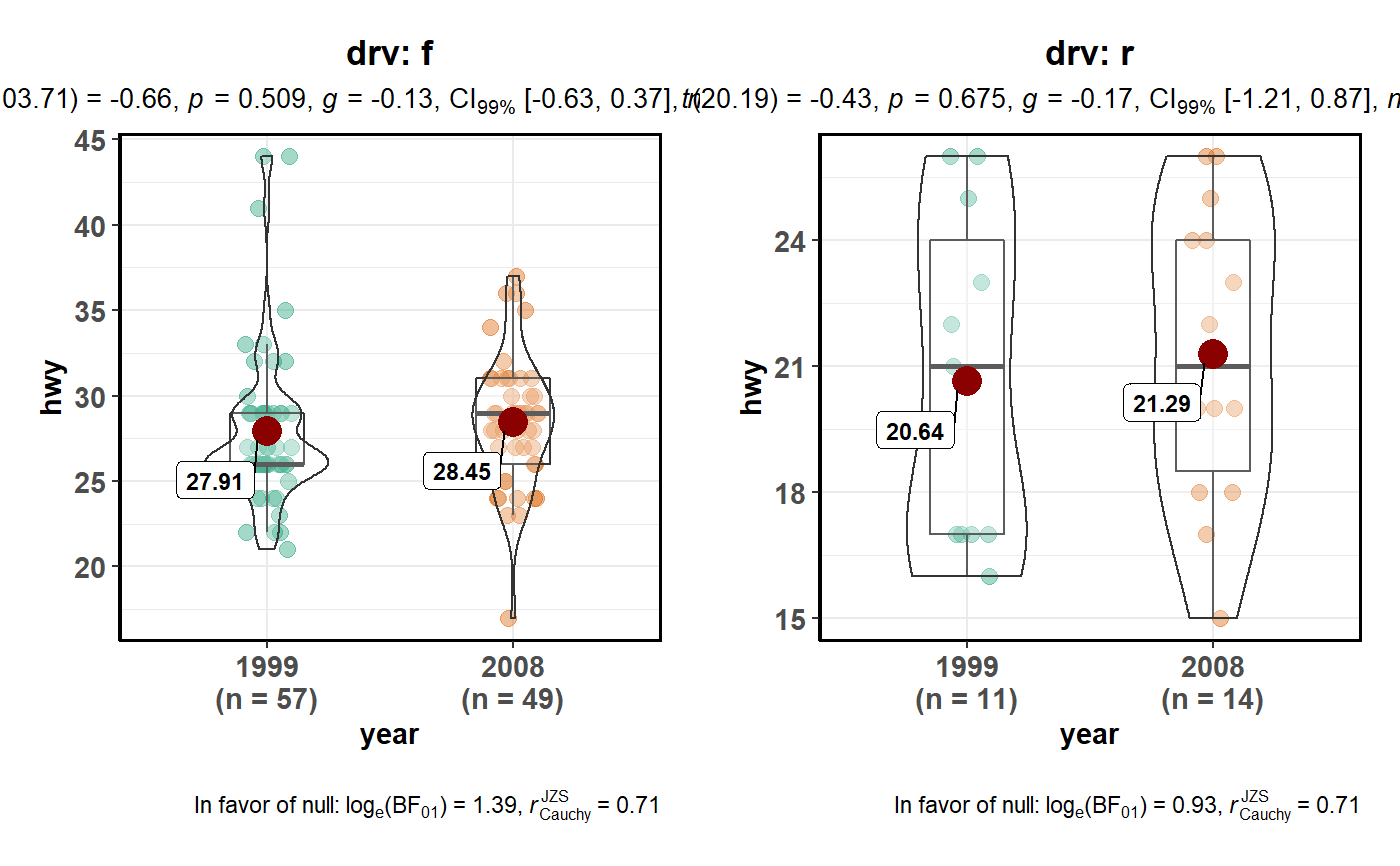 drv: f
03.71) = -0.66, p = 0.509, g = -0.13, CI99% [-0.63, 0.37],
45
40
35
30
25
20
hwy
27.91
28.45
1999
(n = 57)
2008
(n = 49)
year
In favor of null: loge(BF01) = 1.39, rJZSCauchy = 0.71
drv: r
(20.19) = -0.43, p = 0.675, g = -0.17, CI99% [-1.21, 0.87],
24
21
18
15
hwy
20.64
21.29
1999
(n = 11)
2008
(n = 14)
year
In favor of null: loge(BF01) = 0.93, rJZSCauchy = 0.71